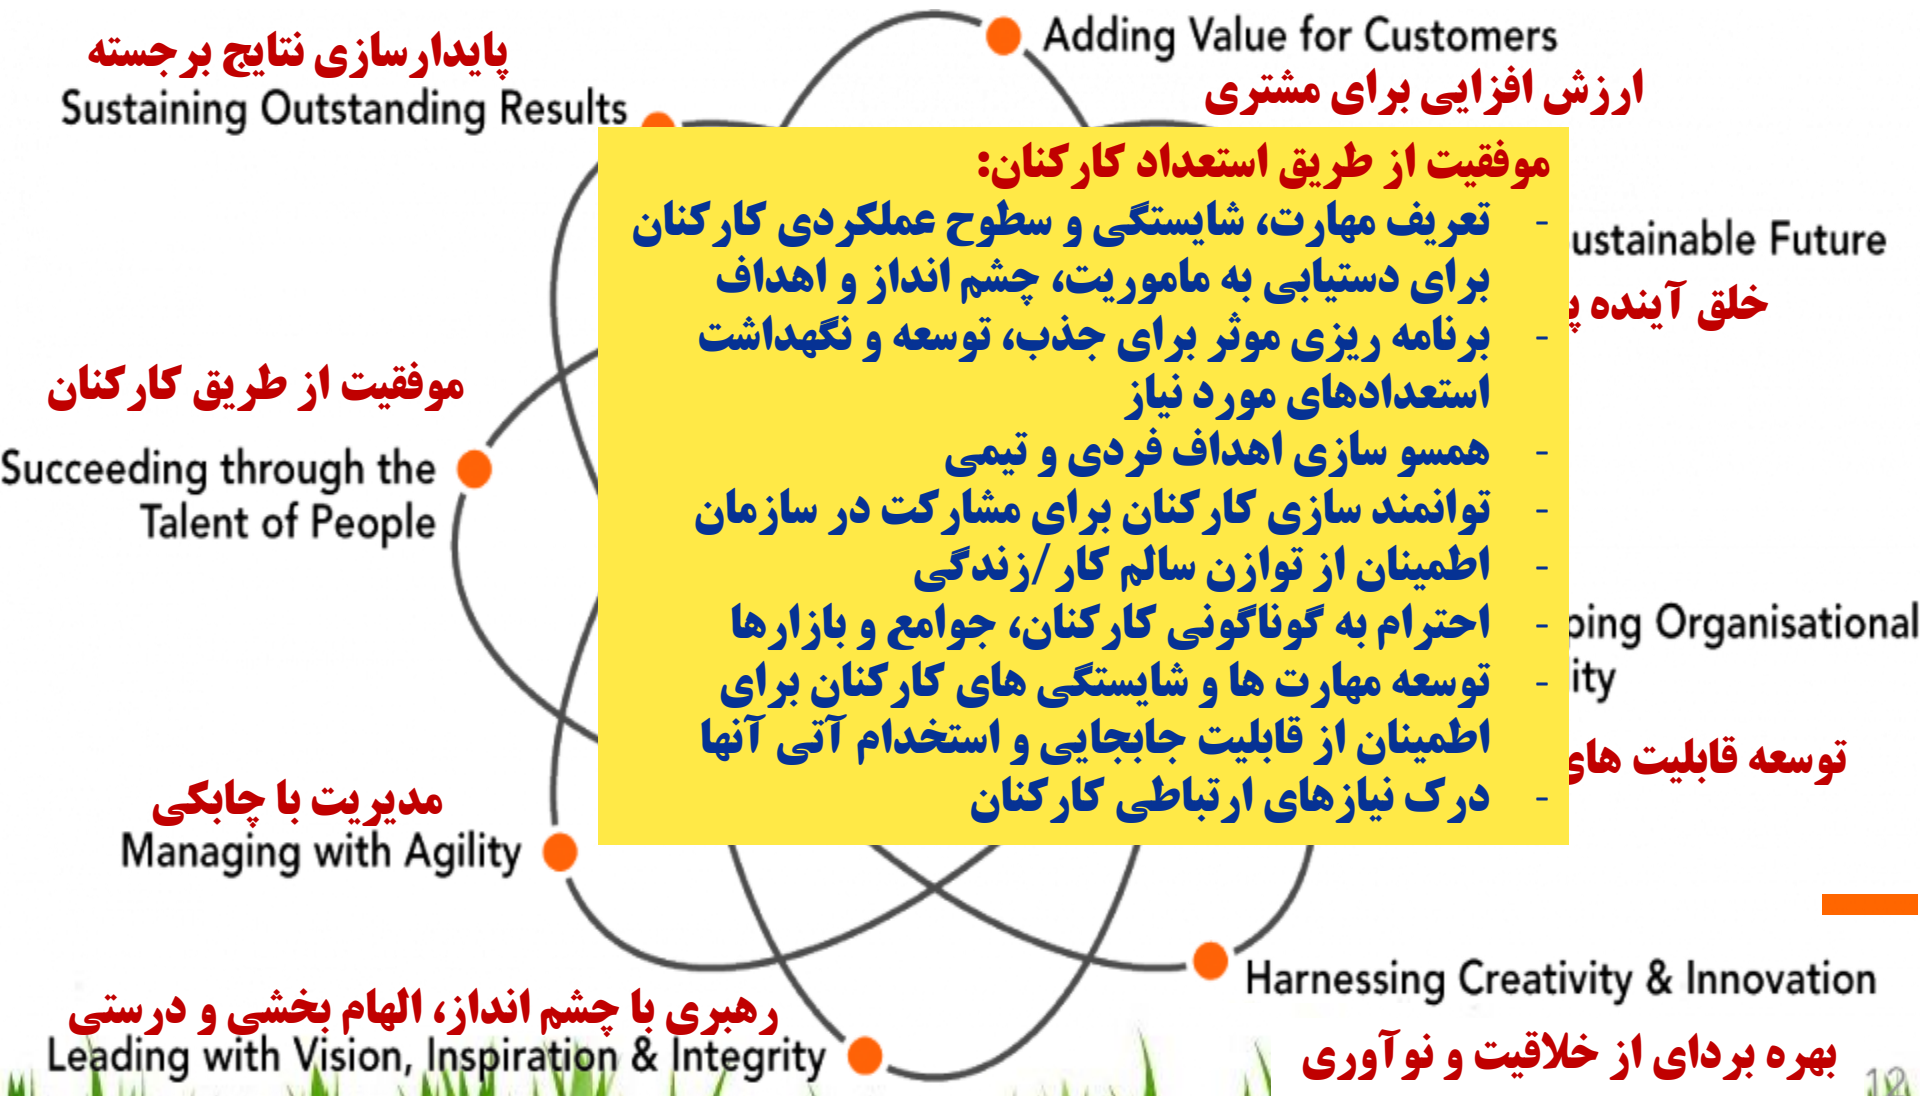 Adding Value for Customers
ارزش افزایی برای مشتری
پایدارسازی نتایج برجسته
Sustaining Outstanding Results
موفقیت از طریق استعداد کارکنان:
- تعریف مهارت، شایستگی و سطوح عملکردی کارکنان
برای دستیابی به ماموریت، چشم انداز و اهداف
- برنامه ریزی موثر برای جذب، توسعه و نگهداشت
استعدادهای مورد نیاز
- همسو سازی اهداف فردی و تیمی
- توانمند سازی کارکنان برای مشارکت در سازمان
- اطمینان از توازن سالم کار/زندگی
- احترام به گوناگونی کارکنان، جوامع و بازارها
- توسعه مهارت ها و شایستگی های کارکنان برای
اطمینان از قابلیت جابجایی و استخدام آتی آنها
- درک نیازهای ارتباطی کارکنان
ustainable Future
خلق آینده پ
موفقیت از طریق کارکنان
Succeeding through the
Talent of People
ping Organisational
ity
توسعه قابلیت های
مدیریت با چابکی
Managing with Agility
Harnessing Creativity & Innovation
بهره بردای از خلاقیت و نوآوری
رهبری با چشم انداز، الهام بخشی و درستی
Leading with Vision, Inspiration & Integrity
12